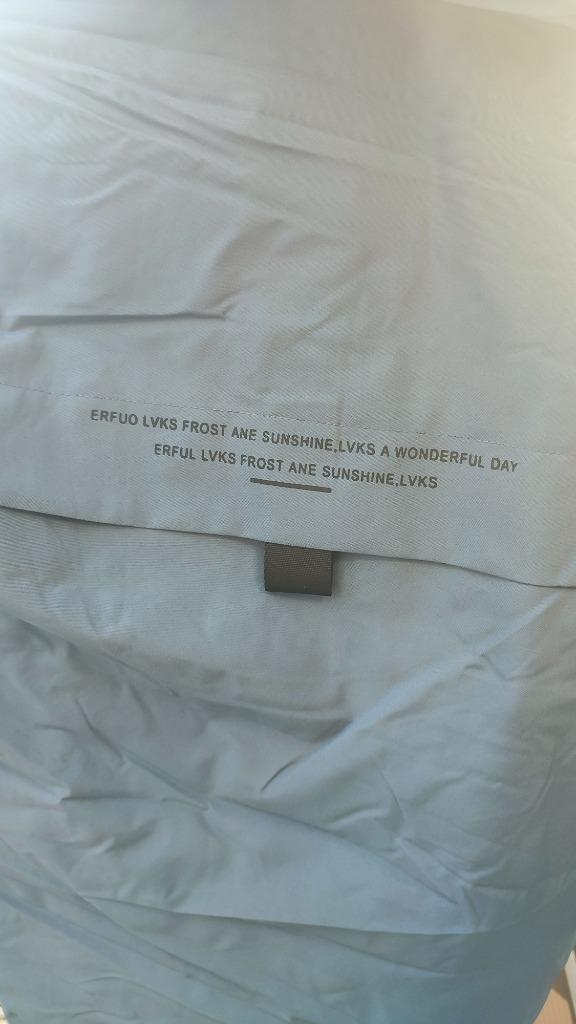 ERFUO LVKS FROST ANE SUNSHINE,LVKS A WONDERFUL DAY
ERFUL LVKS FROST ANE SUNSHINE,LVKS